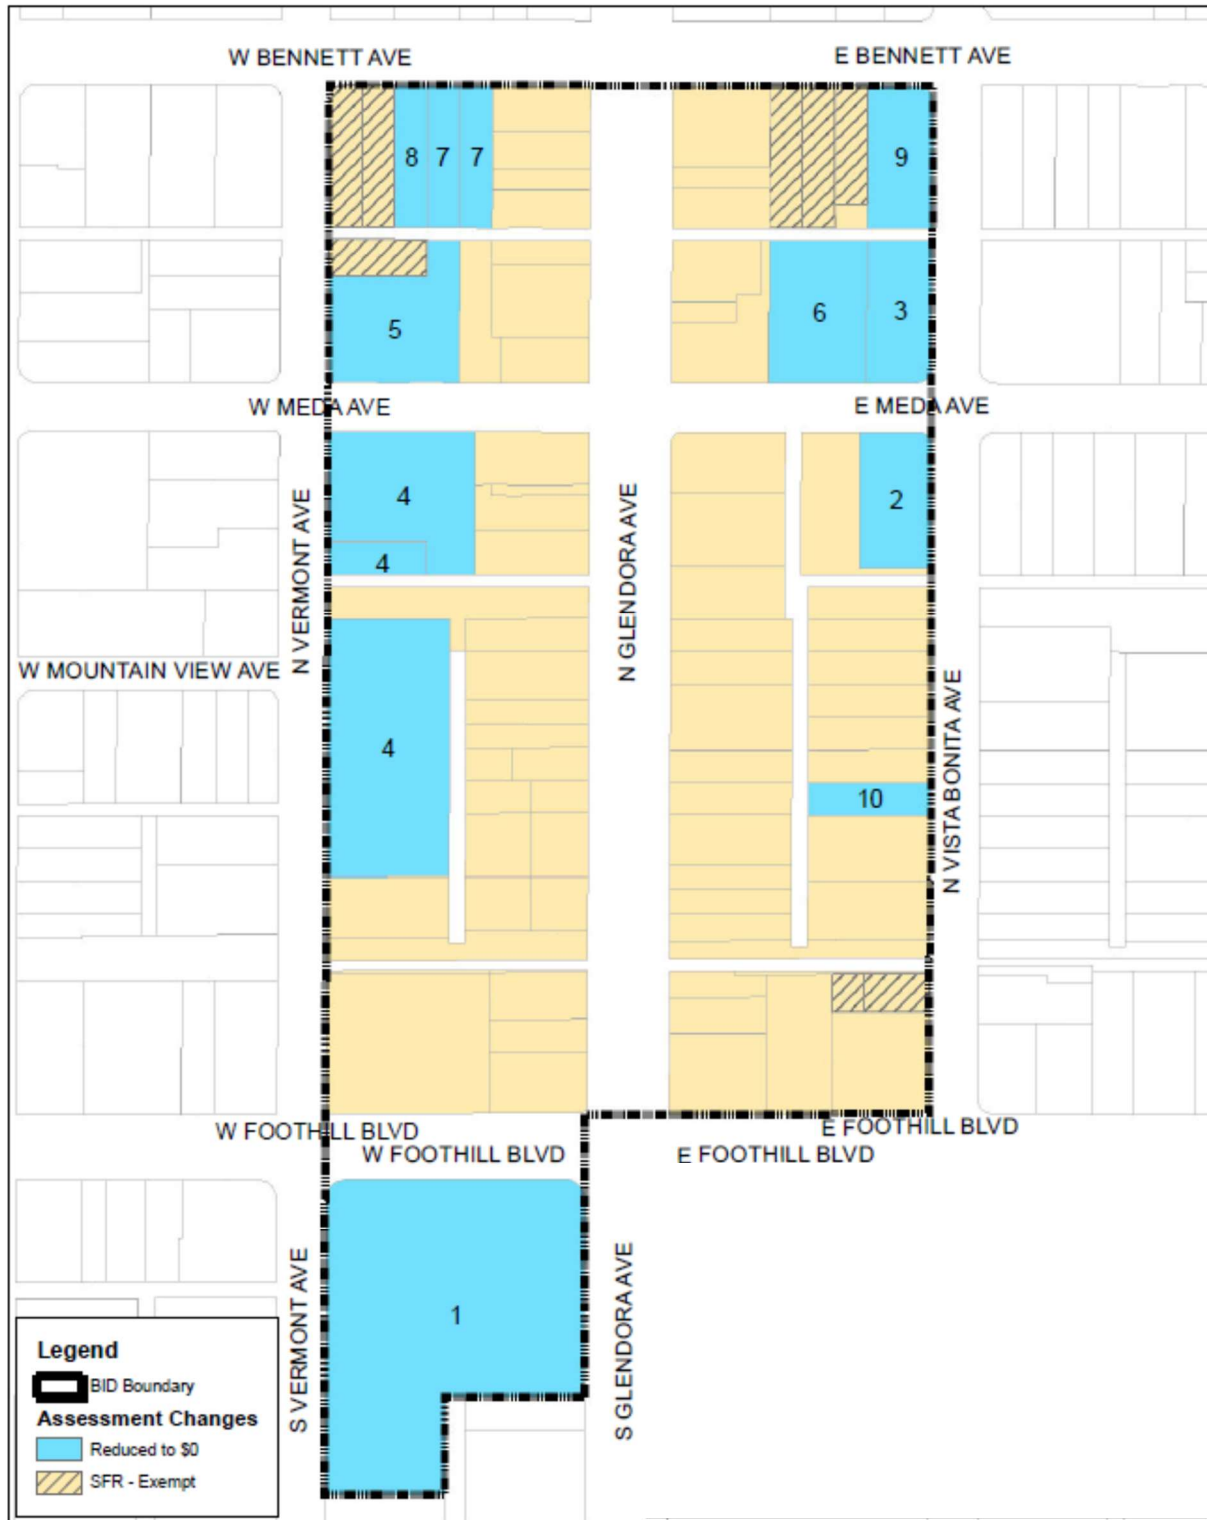 W BENNETT AVE
E BENNETT AVE
8
7
7
9
5
6
3
W MEDA AVE
E MEDA AVE
4
2
4
N VERMONT AVE
N GLENDORA AVE
W MOUNTAIN VIEW AVE
4
10
N VISTA BONITA AVE
W FOOTHILL BLVD
E FOOTHILL BLVD
W FOOTHILL BLVD
E FOOTHILL BLVD
1
S VERMONT AVE
S GLENDORA AVE
Legend
BID Boundary
Assessment Changes
Reduced to $0
SFR - Exempt